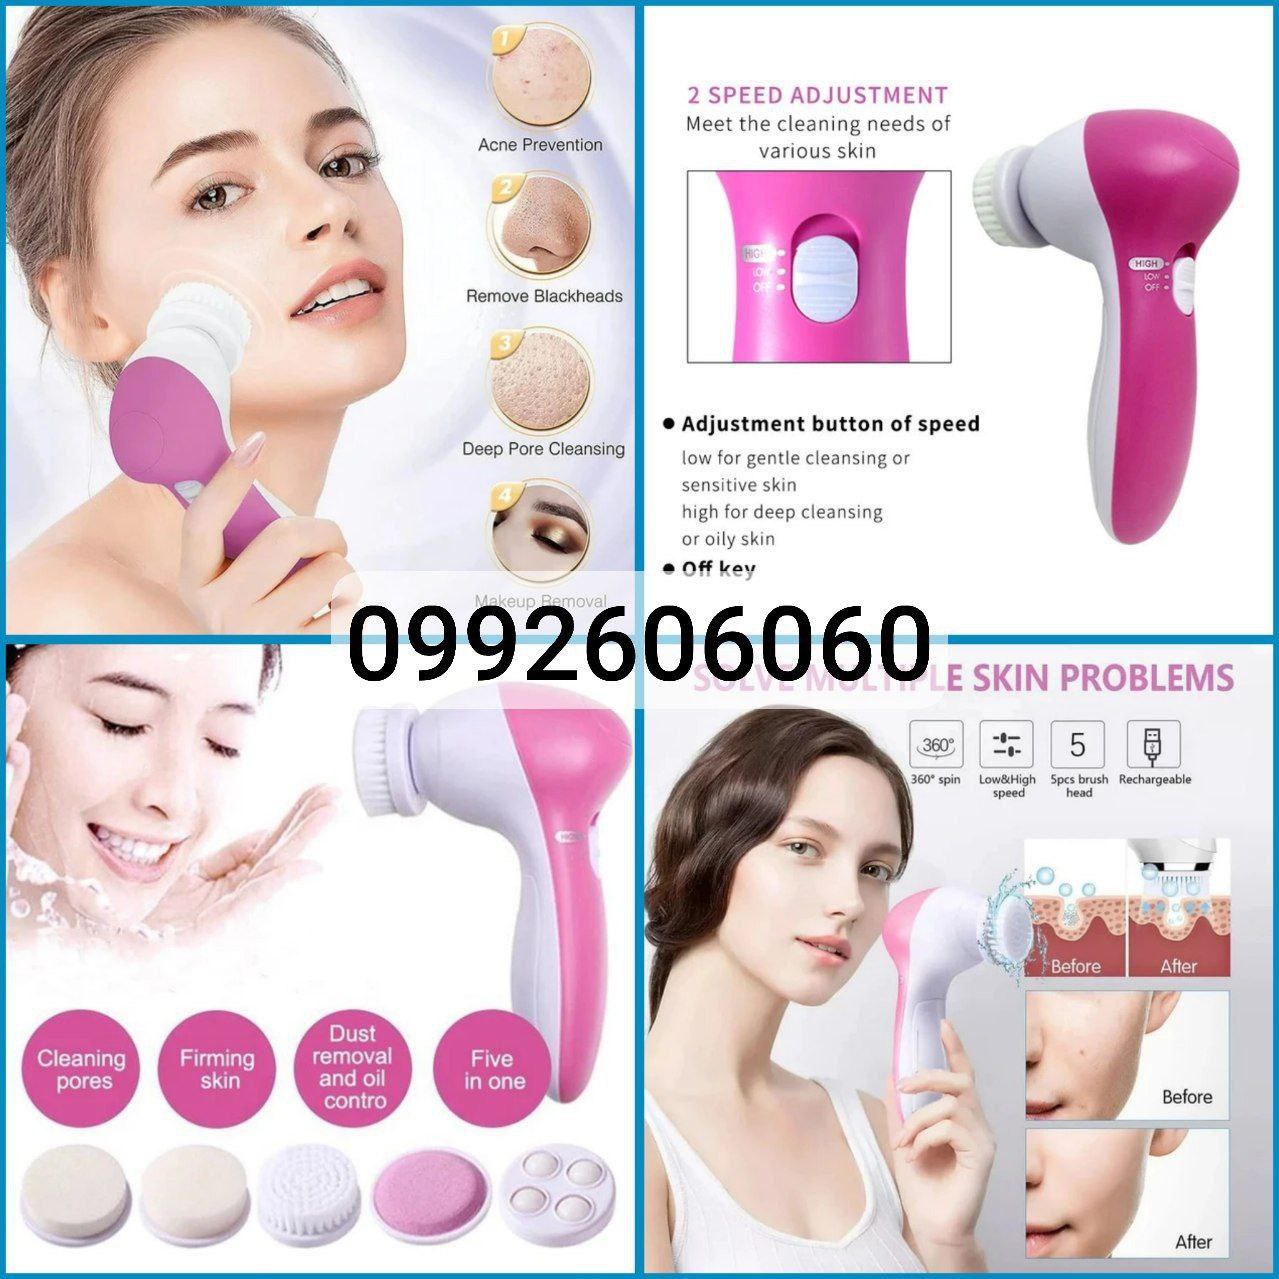 1
Acne Prevention
2
Remove Blackheads
3
Deep Pore Cleansing
4
Makeup Removal
2 SPEED ADJUSTMENT
Meet the cleaning needs of
various skin
HIGH
LOW
OFF
HIGH
LOW
OFF
● Adjustment button of speed
low for gentle cleansing or
sensitive skin
high for deep cleansing
or oily skin
● Off key
0992606060
HIGH
Cleaning
pores
Firming
skin
Dust
removal
and oil
contro
Five
in one
SOLVE MULTIPLE SKIN PROBLEMS
360°
360° spin
Low&High
speed
5
5pcs brush
head
Rechargeable
Before
After
Before
After